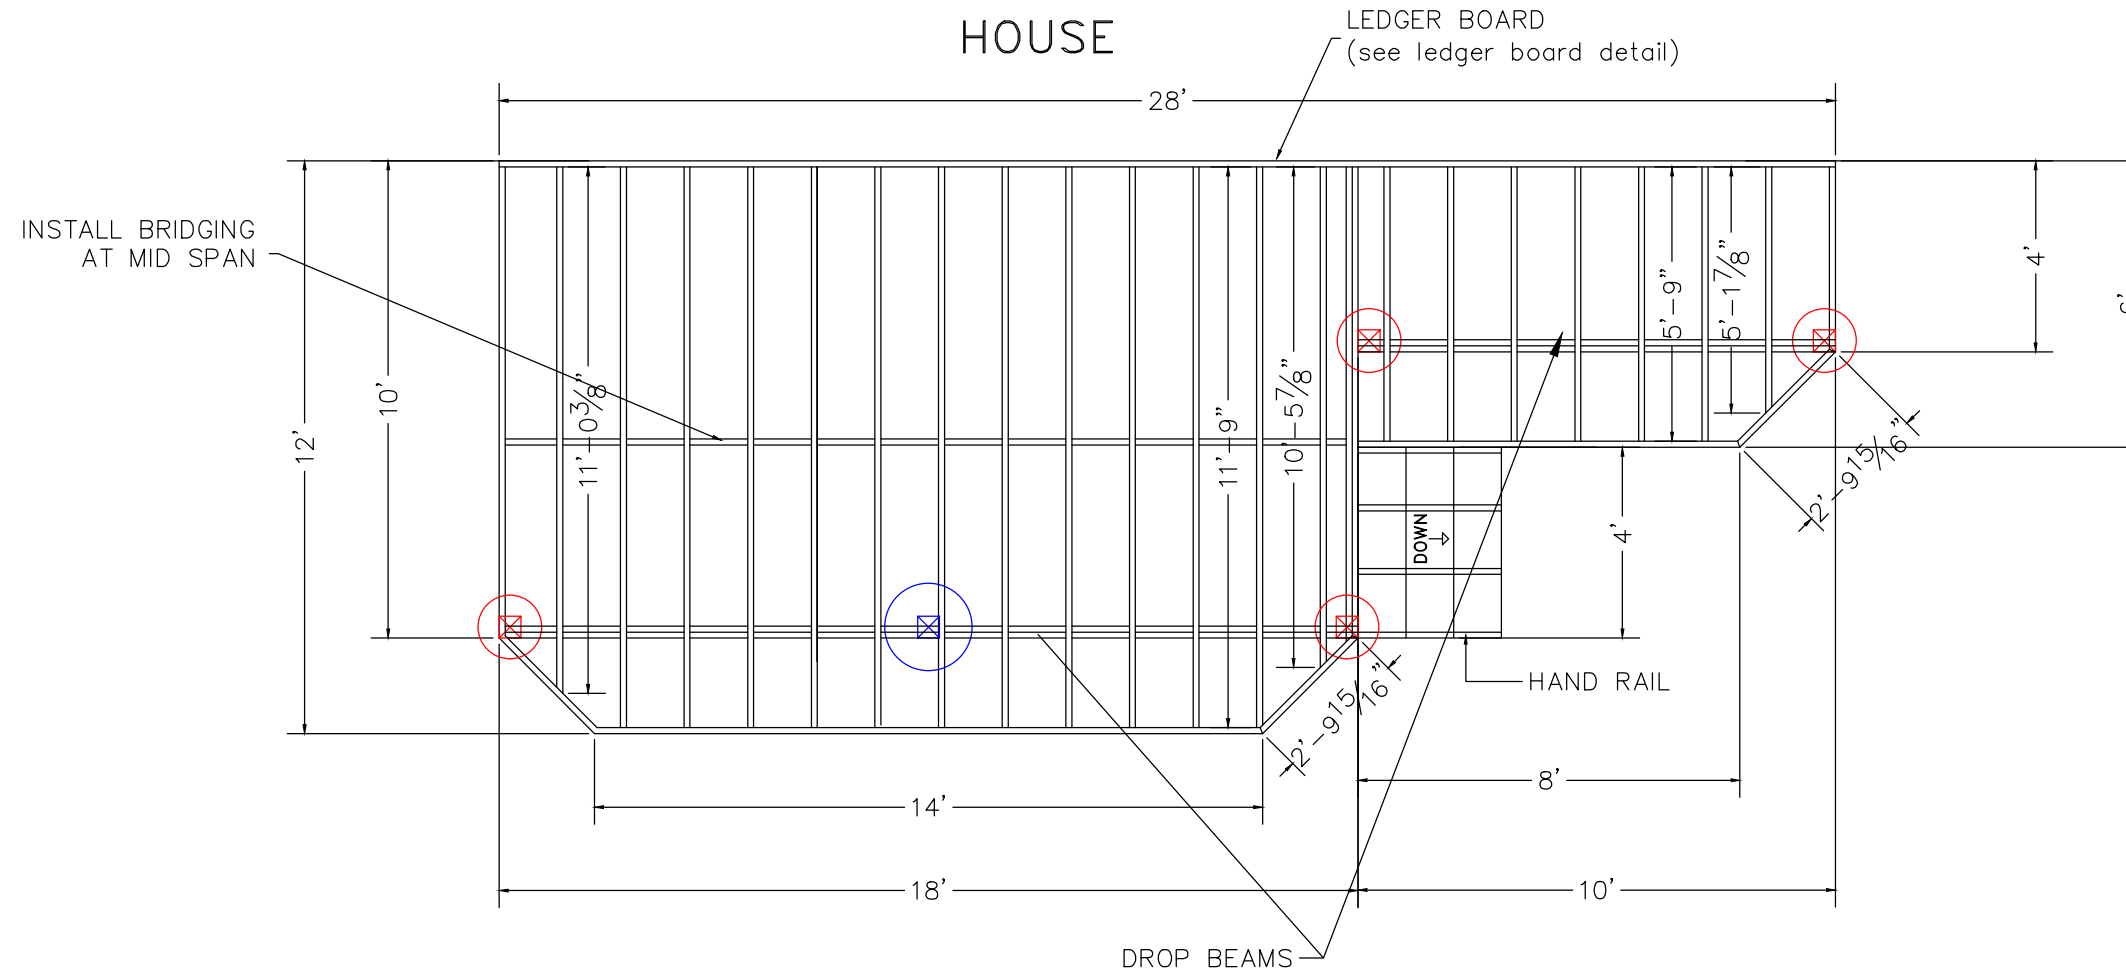 HOUSE
LEDGER BOARD
(see ledger board detail)
28'
INSTALL BRIDGING
AT MID SPAN
12'
10'
11'-0 3/8"
11'-9"
10'-5 7/8"
5'-9"
5'-1 7/8"
4'
2'-9 15/16"
DOWN
4'
HAND RAIL
2'-9 15/16"
14'
8'
18'
10'
DROP BEAMS